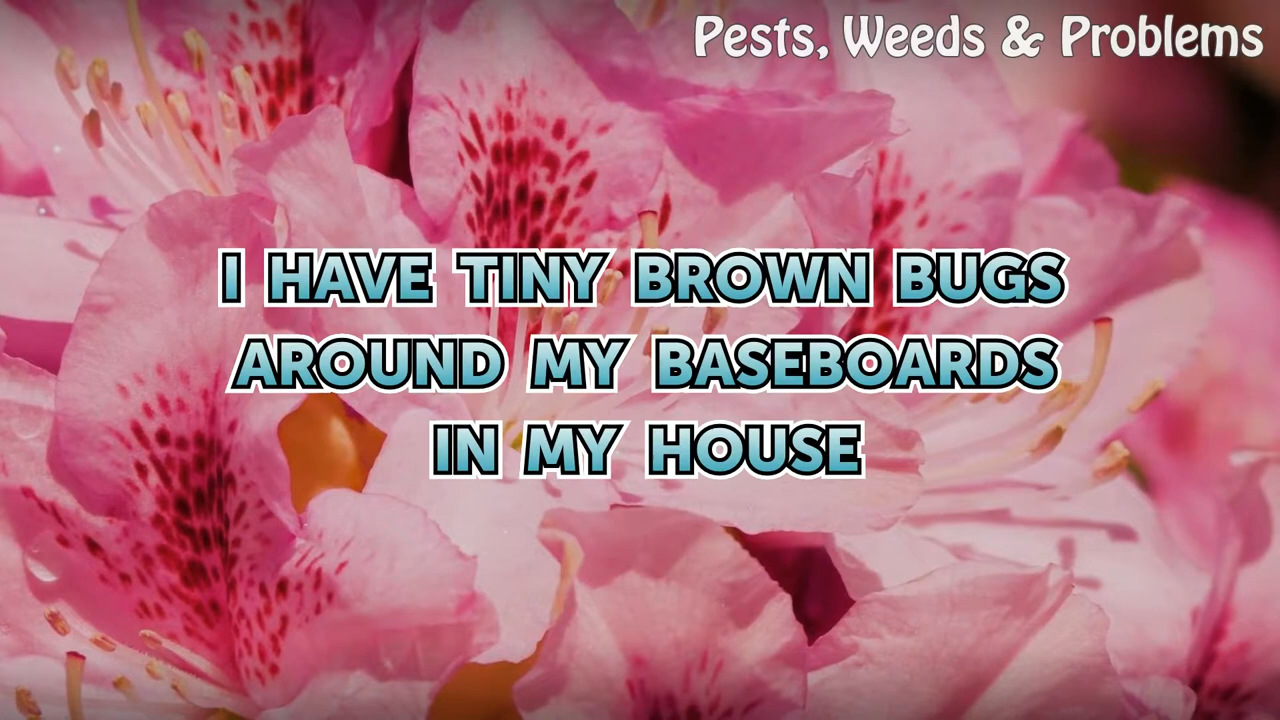 Pests, Weeds & Problems
I HAVE TINY BROWN BUGS
AROUND MY BASEBOARDS
IN MY HOUSE